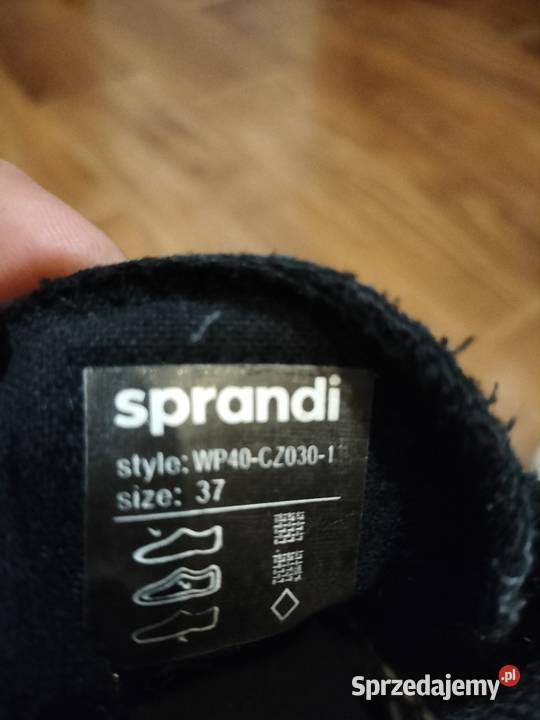 sprandi
style: WP40-CZ030-1
size: 37
Sprzedajemy.pl